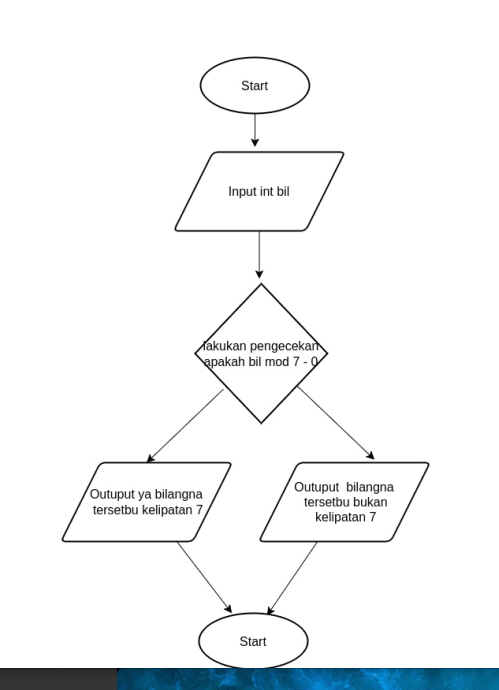 Start
Input int bil
lakukan pengecekan
apakah bil mod 7 - 0
Outuput ya bilangna
tersetbu kelipatan 7
Outuput bilangna
tersetbu bukan
kelipatan 7
Start